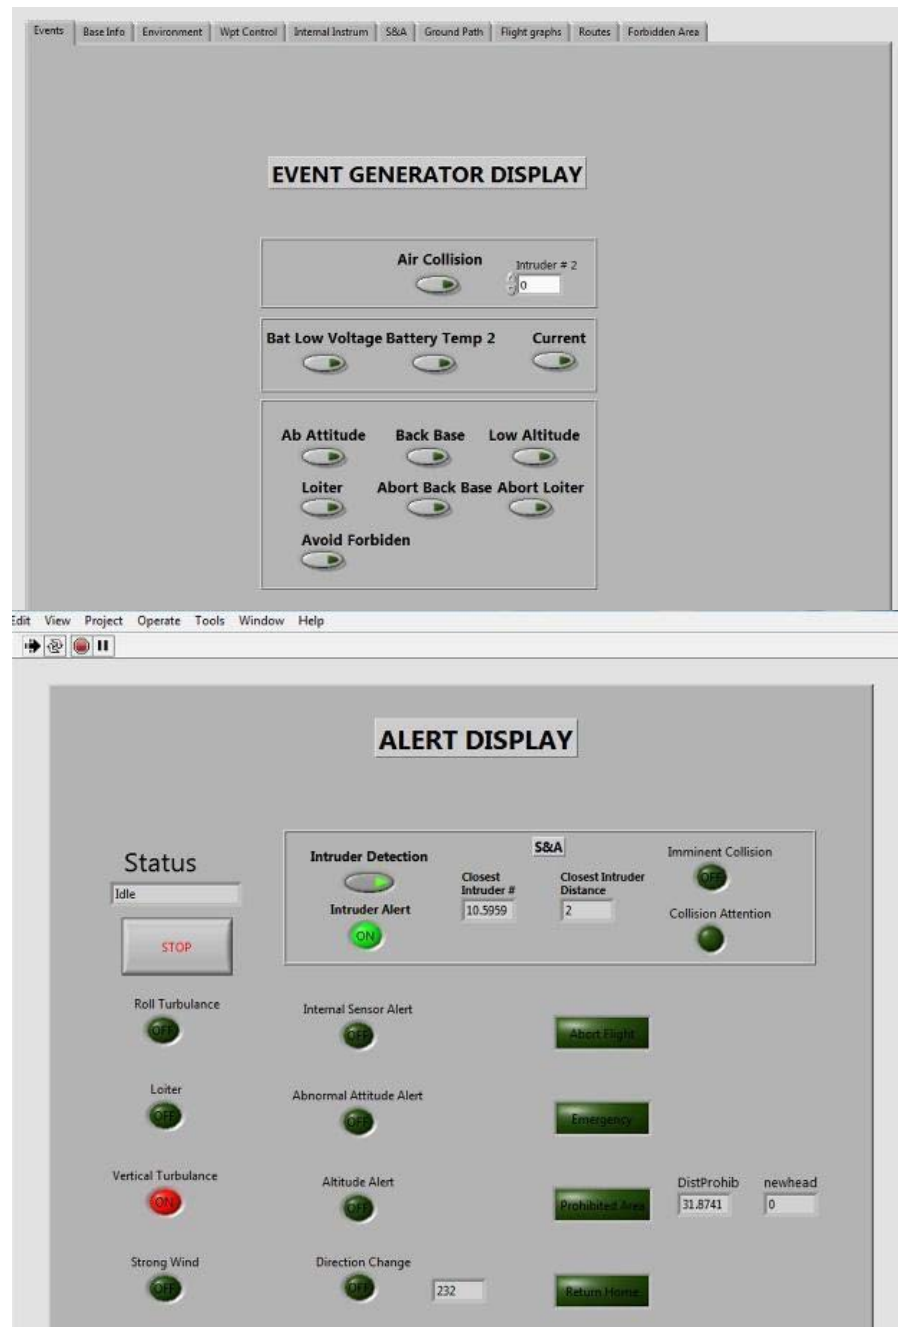 Events Base Info Environment Wpt Control Internal Instrum S&A Ground Path Flight graphs Routes Forbidden Area
EVENT GENERATOR DISPLAY
Air Collision
Intruder # 2
0
Bat Low Voltage Battery Temp 2 Current
Ab Attitude Back Base Low Altitude
Loiter Abort Back Base Abort Loiter
Avoid Forbiden
Edit View Project Operate Tools Window Help
ALERT DISPLAY
Status
Idle
STOP
S&A
Intruder Detection
Intruder Alert
ON
Closest
Intruder #
10.5959
Closest Intruder
Distance
2
Imminent Collision
OFF
Collision Attention
Roll Turbulance
OFF
Internal Sensor Alert
OFF
Abort Flight
Loiter
OFF
Abnormal Attitude Alert
OFF
Emergency
Vertical Turbulance
ON
Altitude Alert
OFF
Prohibited Area
DistProhib
31.8741
newhead
0
Strong Wind
OFF
Direction Change
OFF
232
Return Home